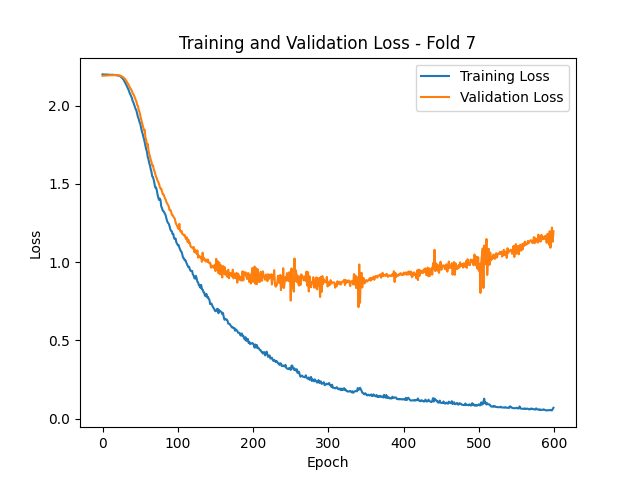 Training and Validation Loss - Fold 7
Training Loss
Validation Loss
2.0
1.5
1.0
0.5
0.0
Loss
0 100 200 300 400 500 600
Epoch